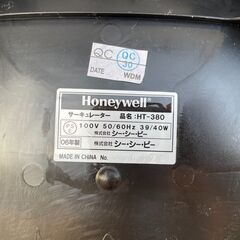 QC
QC
30
DATE
WDM
Honeywell
サーキュレーター 品名:HT-380
100V 50/60Hz 39/40W
株式会社 シー・シー・ピー
06年製 株式会社 シー・シー・ピー
MADE IN CHINA No.